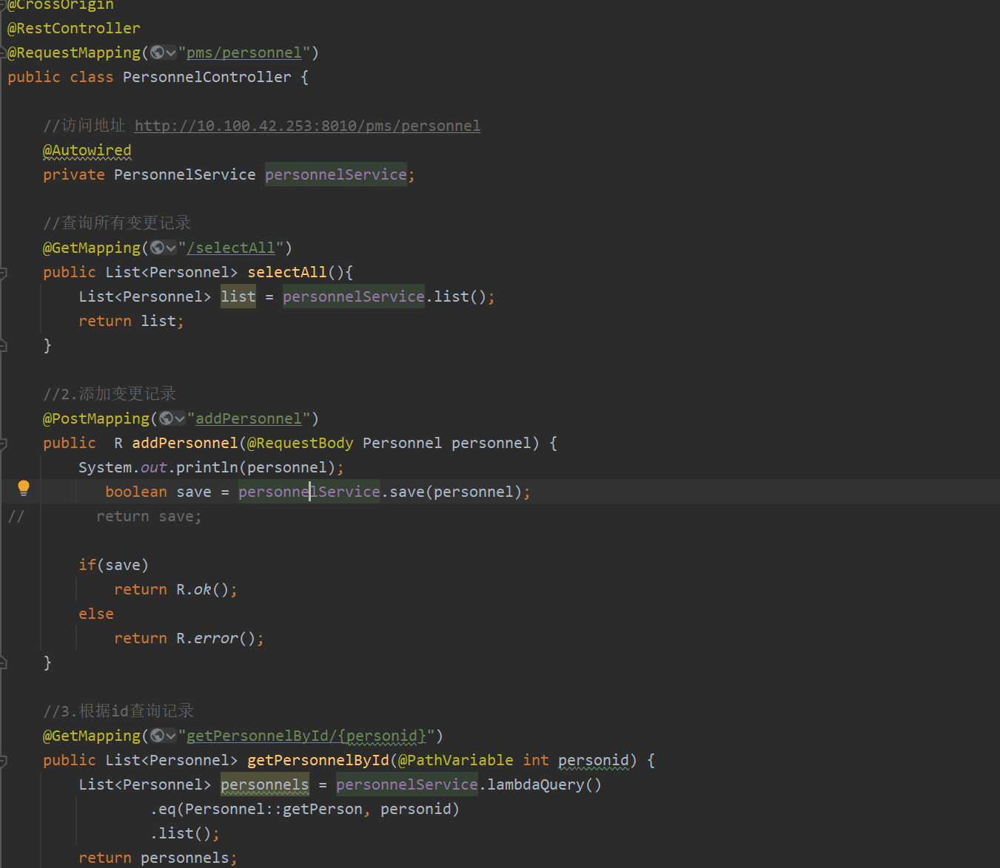 @CrossOrigin
@RestController
@RequestMapping("pms/personnel")
public class PersonnelController {
//访问地址 http://10.100.42.253:8010/pms/personnel
@Autowired
private PersonnelService personnelService;
//查询所有变更记录
@GetMapping("/selectAll")
public List<Personnel> selectAll(){
List<Personnel> list = personnelService.list();
return list;
}
//2.添加变更记录
@PostMapping("addPersonnel")
public  R addPersonnel(@RequestBody Personnel personnel) {
System.out.println(personnel);
boolean save = personnelService.save(personnel);
//        return save;
if(save)
return R.ok();
else
return R.error();
}
//3.根据id查询记录
@GetMapping("getPersonnelById/{personid}")
public List<Personnel> getPersonnelById(@PathVariable int personid) {
List<Personnel> personnels = personnelService.lambdaQuery()
.eq(Personnel::getPerson, personid)
.list();
return personnels;